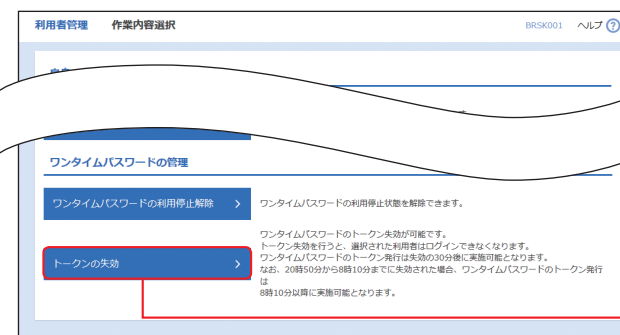 利用者管理 作業内容選択 BRSK001 ヘルプ ?
ワンタイムパスワードの管理
ワンタイムパスワードの利用停止解除 > ワンタイムパスワードの利用停止状態を解除できます。
ワンタイムパスワードのトークン失効が可能です。
トークン失効を行うと、選択された利用者はログインできなくなります。
トークンの失効 >
ワンタイムパスワードのトークン発行は失効の30分後に実施可能となります。
なお、20時50分から8時10分までに失効された場合、ワンタイムパスワードのトークン発行
は
8時10分以降に実施可能となります。